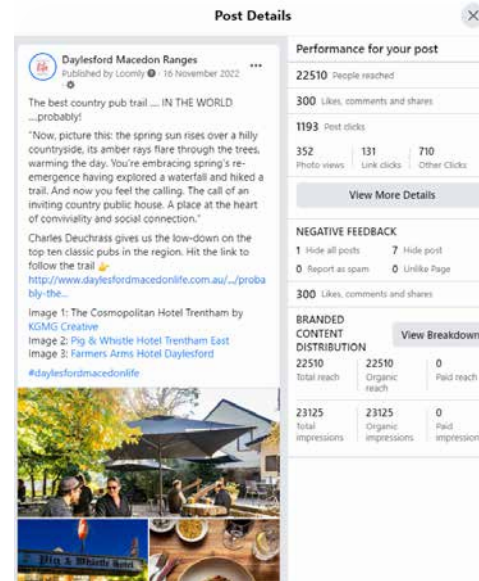 Post Details
Daylesford Macedon Ranges
Published by Loomly · 16 November 2022
The best country pub trail .... IN THE WORLD
....probably!
"Now, picture this: the spring sun rises over a hilly
countryside, its amber rays flare through the trees,
warming the day. You're embracing spring's re-
emergence having explored a waterfall and hiked a
trail. And now you feel the calling. The call of an
inviting country public house. A place at the heart
of conviviality and social connection."
Charles Deuchrass gives us the low-down on the
top ten classic pubs in the region. Hit the link to
follow the trail 👉
http://www.daylesfordmacedonlife.com.au/.../proba
bly-the...
Image 1: The Cosmopolitan Hotel Trentham by
KGMG Creative
Image 2: Pig & Whistle Hotel Trentham East
Image 3: Farmers Arms Hotel Daylesford
#daylesfordmacedonlife
Pig & Whistle Hotel
Performance for your post
22510 People reached
300 Likes, comments and shares
1193 Post clicks
352 131 710
Photo views Link clicks Other Clicks
View More Details
NEGATIVE FEEDBACK
1 Hide all posts 7 Hide post
0 Report as spam 0 Unlike Page
300 Likes, comments and shares
BRANDED
CONTENT
DISTRIBUTION
View Breakdown
22510 22510 0
Total reach Organic Paid reach
reach
23125 23125 0
Total Organic Paid
impressions impressions impression